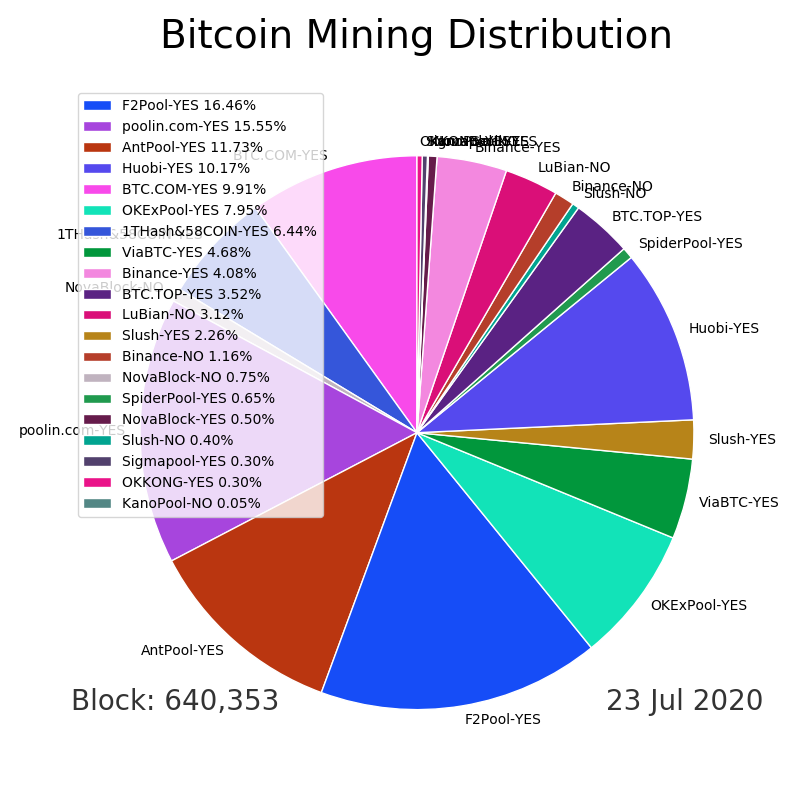 Bitcoin Mining Distribution
F2Pool-YES 16.46%
poolin.com-YES 15.55%
AntPool-YES 11.73%
Huobi-YES 10.17%
BTC.COM-YES 9.91%
OKExPool-YES 7.95%
1THash&58COIN-YES 6.44%
ViaBTC-YES 4.68%
Binance-YES 4.08%
BTC.TOP-YES 3.52%
LuBian-NO 3.12%
Slush-YES 2.26%
Binance-NO 1.16%
NovaBlock-NO 0.75%
SpiderPool-YES 0.65%
NovaBlock-YES 0.50%
Slush-NO 0.40%
Sigmapool-YES 0.30%
OKKONG-YES 0.30%
KanoPool-NO 0.05%
Binance-YES
LuBian-NO
Binance-NO
Slush-NO
BTC.TOP-YES
SpiderPool-YES
Huobi-YES
Slush-YES
ViaBTC-YES
OKExPool-YES
F2Pool-YES
AntPool-YES
poolin.com-YES
NovaBlock-NO
1THash&58COIN-YES
BTC.COM-YES
Block: 640,353
23 Jul 2020